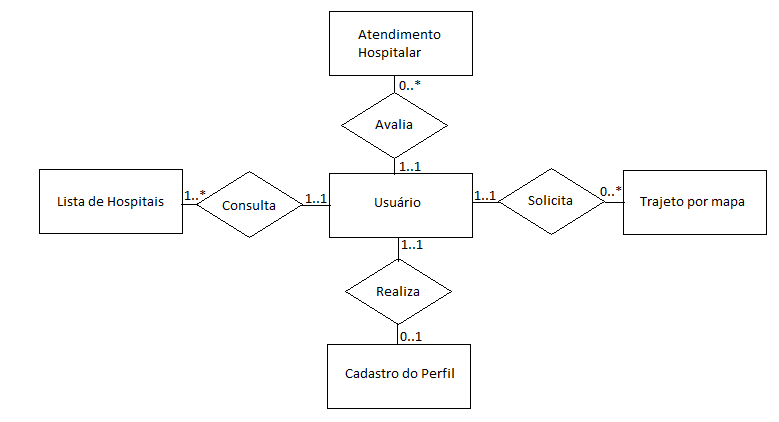 Atendimento
Hospitalar
0..*
Avalia
1..1
Lista de Hospitais
1..*
Consulta
1..1
Usuário
1..1
Solicita
0..*
Trajeto por mapa
1..1
Realiza
0..1
Cadastro do Perfil